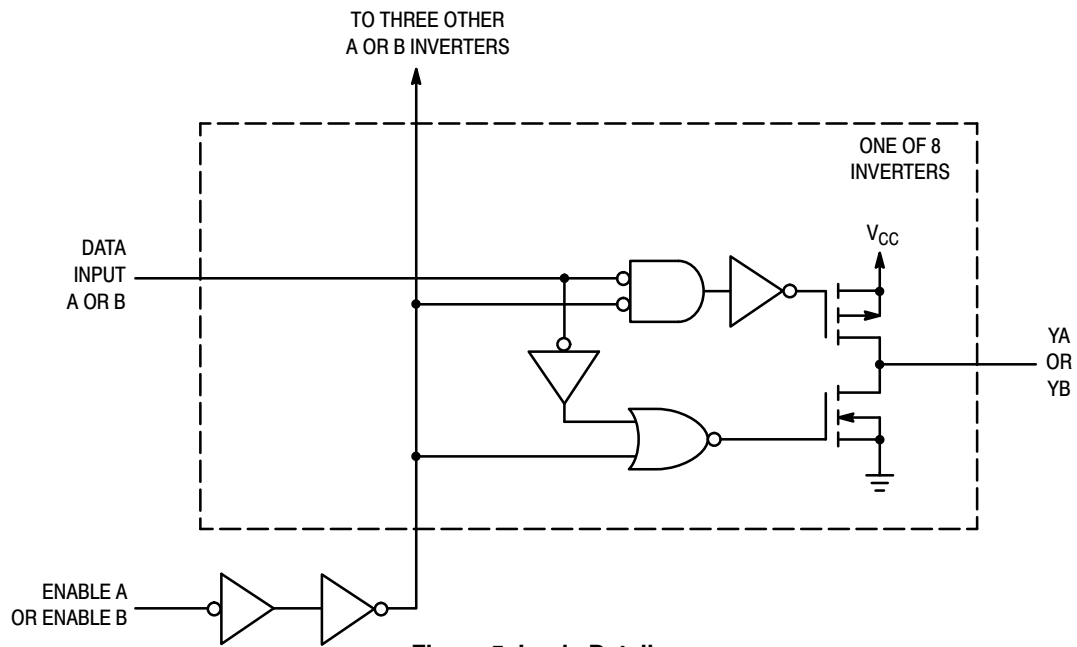 TO THREE OTHER
A OR B INVERTERS
ONE OF 8
INVERTERS
VCC
DATA
INPUT
A OR B
YA
OR
YB
ENABLE A
OR ENABLE B